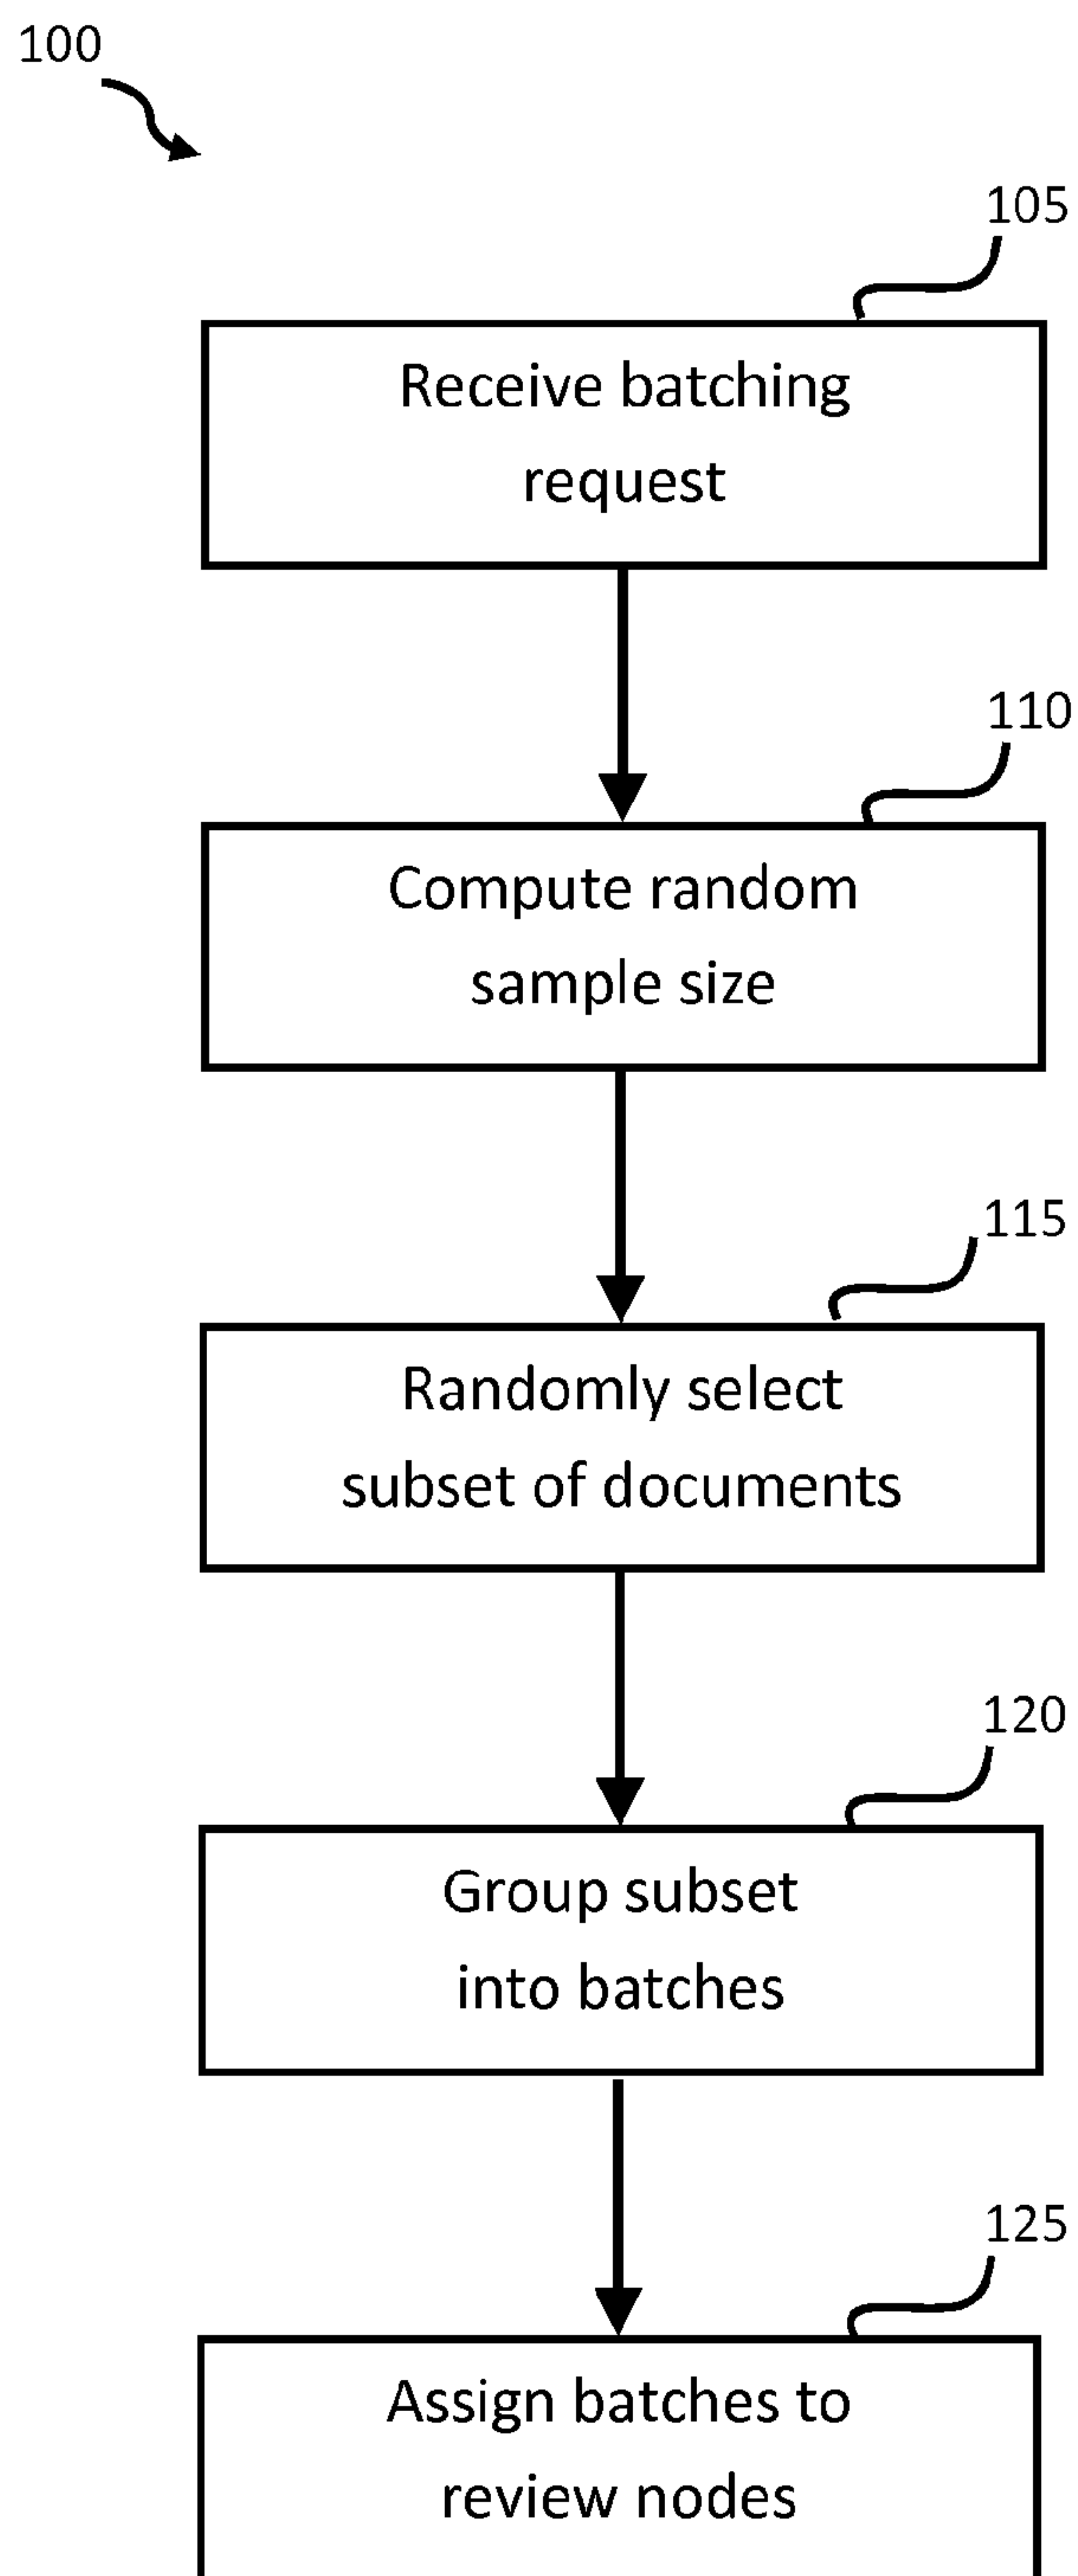 100
105
Receive batching
request
110
Compute random
sample size
115
Randomly select
subset of documents
120
Group subset
into batches
125
Assign batches to
review nodes